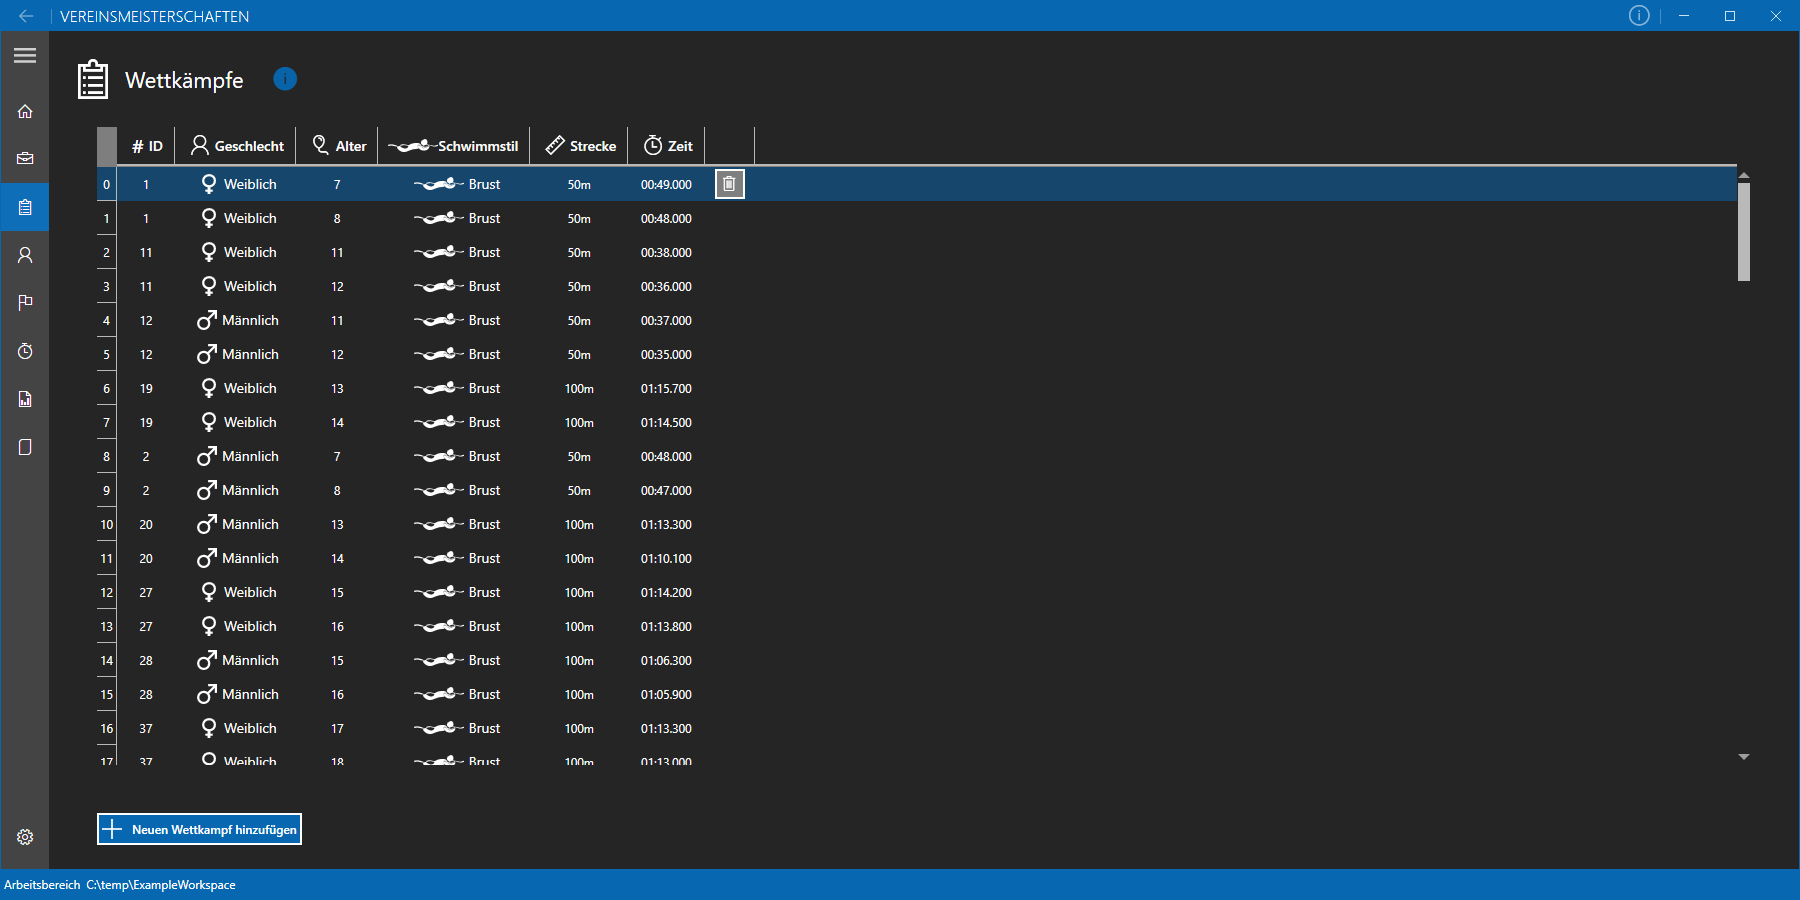 VEREINSMEISTERSCHAFTEN
Wettkämpfe
# ID Geschlecht Alter Schwimmstil Strecke Zeit
0 1 Weiblich 7 Brust 50m 00:49.000
1 1 Weiblich 8 Brust 50m 00:48.000
2 11 Weiblich 11 Brust 50m 00:38.000
3 11 Weiblich 12 Brust 50m 00:36.000
4 12 Männlich 11 Brust 50m 00:37.000
5 12 Männlich 12 Brust 50m 00:35.000
6 19 Weiblich 13 Brust 100m 01:15.700
7 19 Weiblich 14 Brust 100m 01:14.500
8 2 Männlich 7 Brust 50m 00:48.000
9 2 Männlich 8 Brust 50m 00:47.000
10 20 Männlich 13 Brust 100m 01:13.300
11 20 Männlich 14 Brust 100m 01:10.100
12 27 Weiblich 15 Brust 100m 01:14.200
13 27 Weiblich 16 Brust 100m 01:13.800
14 28 Männlich 15 Brust 100m 01:06.300
15 28 Männlich 16 Brust 100m 01:05.900
16 37 Weiblich 17 Brust 100m 01:13.300
17 37 Weiblich 18 Brust 100m 01:13.000
Neuen Wettkampf hinzufügen
Arbeitsbereich C:\temp\ExampleWorkspace